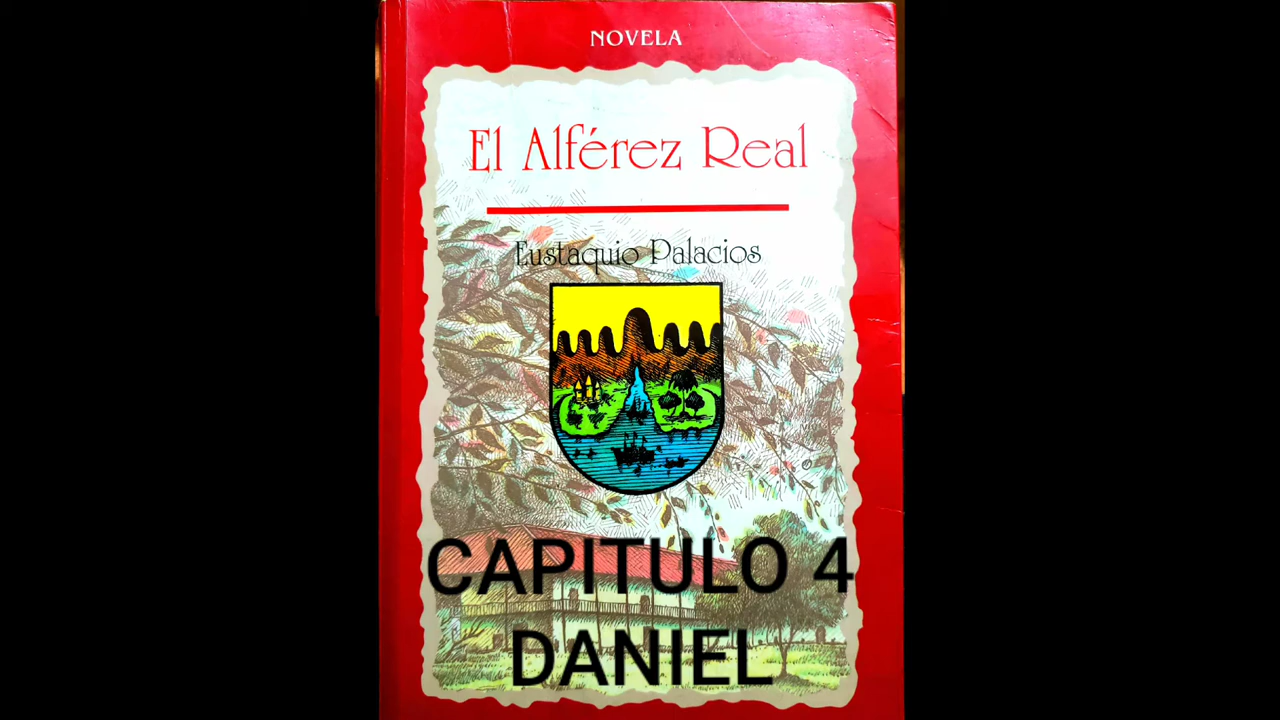 NOVELA
El Alférez Real
Eustaquio Palacios
CAPITULO 4
DANIEL